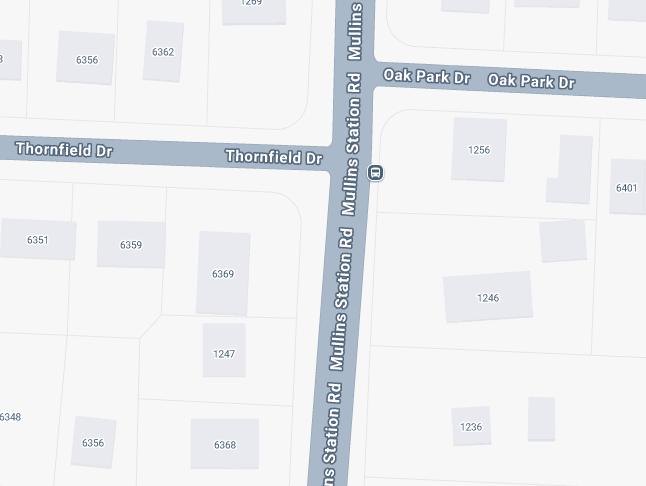 1269
6362
6356
Mullins
Oak Park Dr
Oak Park Dr
Mullins Station Rd
Thornfield Dr
Thornfield Dr
1256
6401
6351
6359
6369
Mullins Station Rd
1246
1247
6348
6356
6368
1236
ns Station Rd